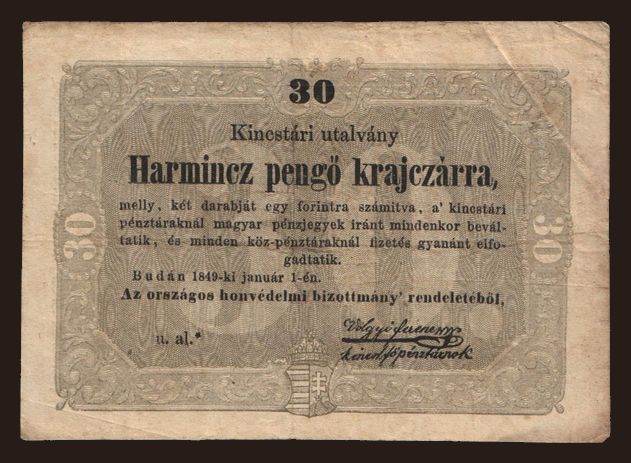 30
Kincstári utalvány
Harmincz pengő krajczárra,
melly, két darabját egy forintra számitva, a' kincstári
pénztáraknál magyar pénzjegyek iránt mindenkor bevál-
tatik, és minden köz-pénztáraknál fizetés gyanánt elfo-
gadtatik.
Budán 1849-ki január 1-én.
Az országos honvédelmi bizottmány' rendeletéből,
30
30
u. al.*